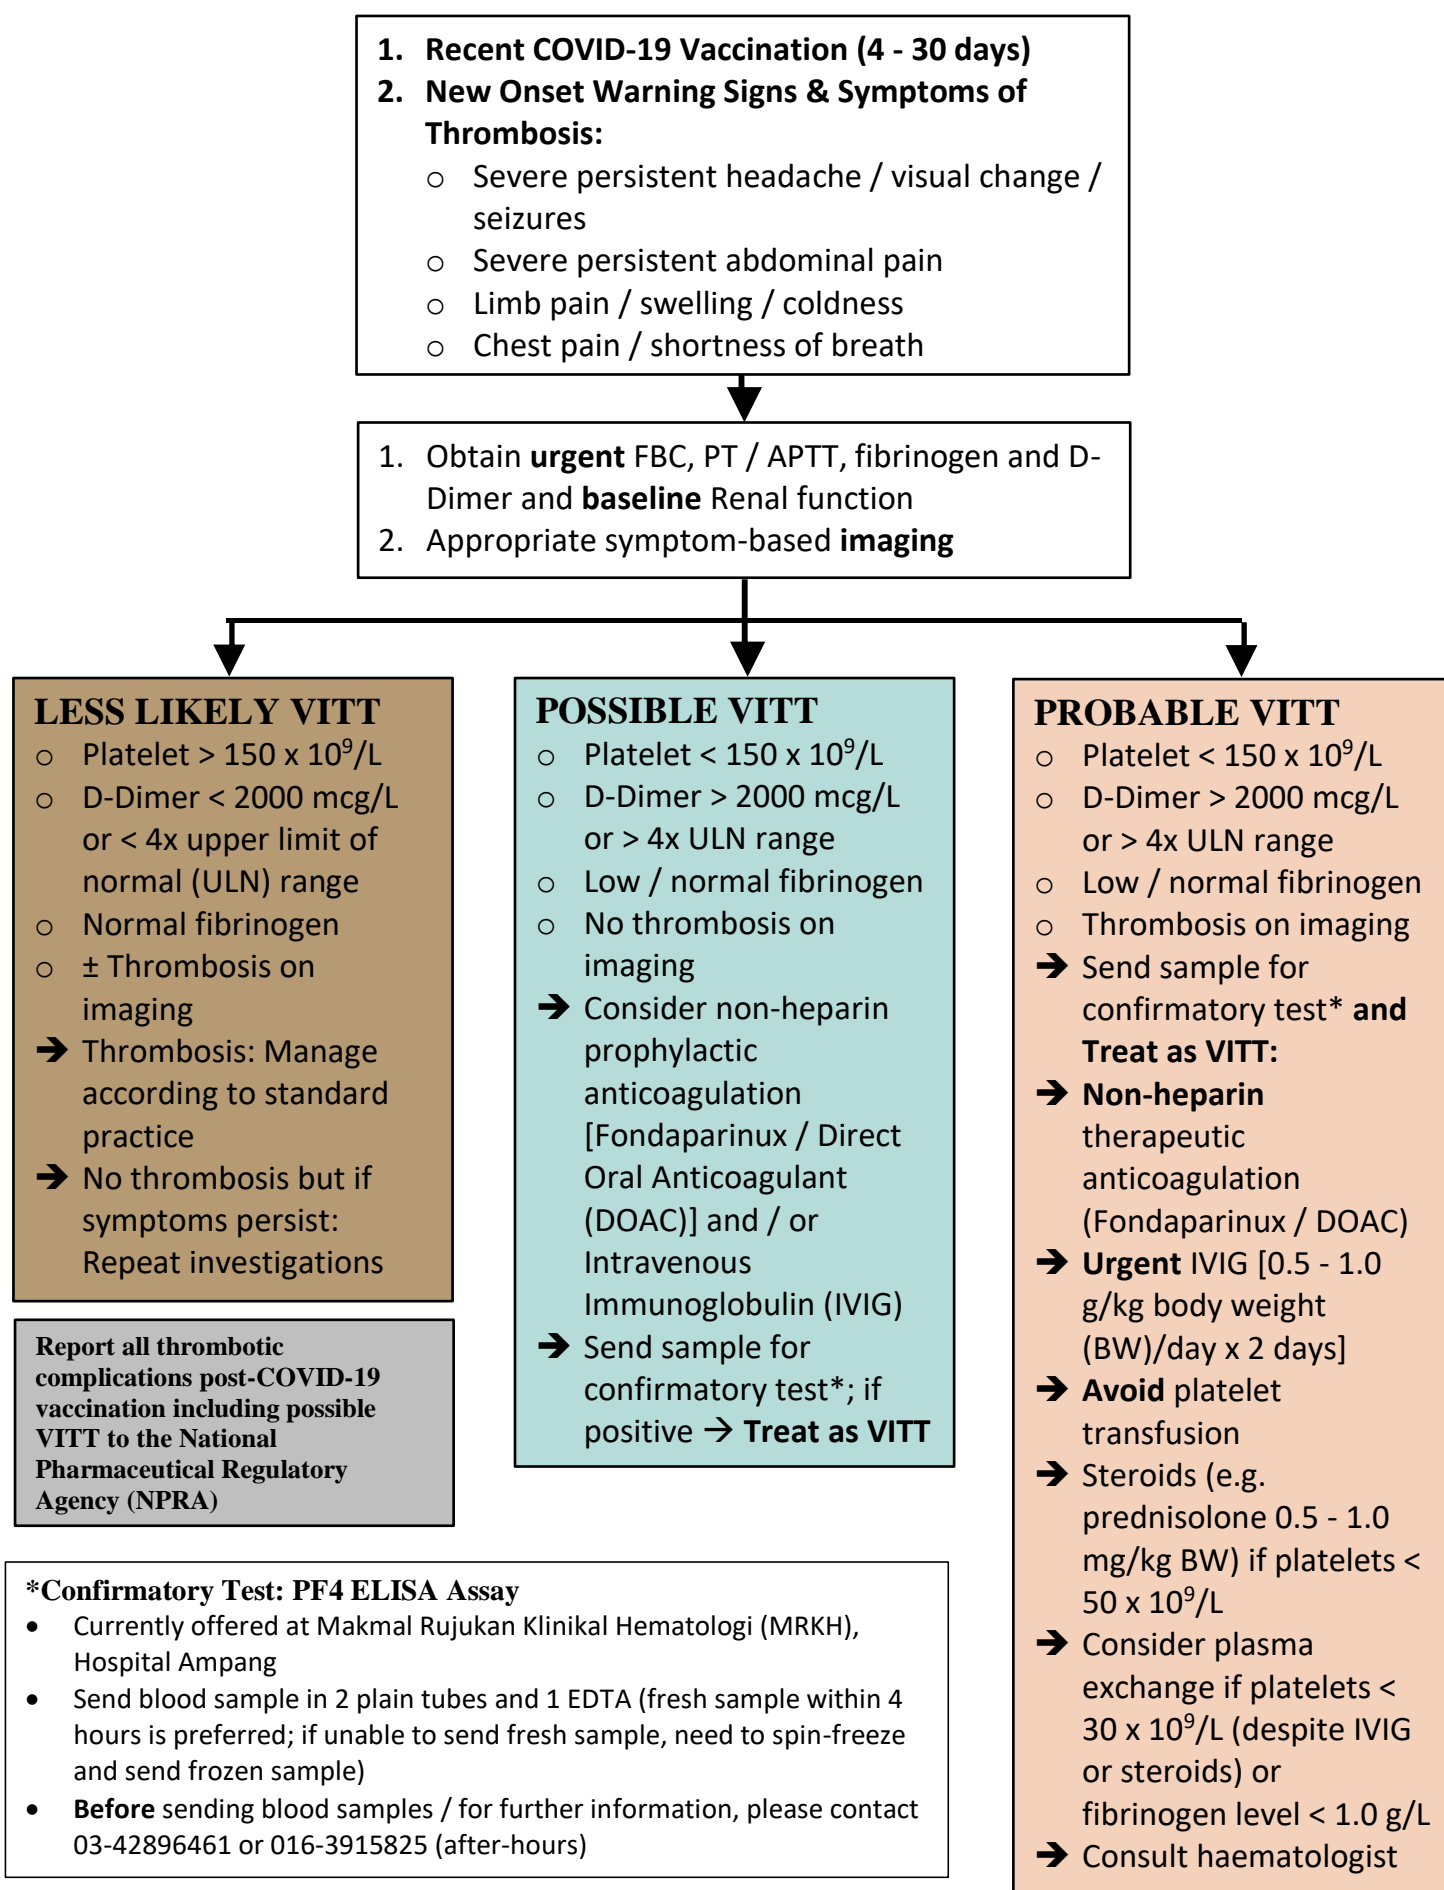 1. Recent COVID-19 Vaccination (4 - 30 days)
2. New Onset Warning Signs & Symptoms of
Thrombosis:
o Severe persistent headache / visual change /
seizures
o Severe persistent abdominal pain
o Limb pain / swelling / coldness
o Chest pain / shortness of breath
1. Obtain urgent FBC, PT / APTT, fibrinogen and D-
Dimer and baseline Renal function
2. Appropriate symptom-based imaging
LESS LIKELY VITT
o Platelet > 150 x 10⁹/L
o D-Dimer < 2000 mcg/L
or < 4x upper limit of
normal (ULN) range
o Normal fibrinogen
o ± Thrombosis on
imaging
➔ Thrombosis: Manage
according to standard
practice
➔ No thrombosis but if
symptoms persist:
Repeat investigations
Report all thrombotic
complications post-COVID-19
vaccination including possible
VITT to the National
Pharmaceutical Regulatory
Agency (NPRA)
POSSIBLE VITT
o Platelet < 150 x 10⁹/L
o D-Dimer > 2000 mcg/L
or > 4x ULN range
o Low / normal fibrinogen
o No thrombosis on
imaging
➔ Consider non-heparin
prophylactic
anticoagulation
[Fondaparinux / Direct
Oral Anticoagulant
(DOAC)] and / or
Intravenous
Immunoglobulin (IVIG)
➔ Send sample for
confirmatory test*; if
positive → Treat as VITT
PROBABLE VITT
o Platelet < 150 x 10⁹/L
o D-Dimer > 2000 mcg/L
or > 4x ULN range
o Low / normal fibrinogen
o Thrombosis on imaging
➔ Send sample for
confirmatory test* and
Treat as VITT:
➔ Non-heparin
therapeutic
anticoagulation
(Fondaparinux / DOAC)
➔ Urgent IVIG [0.5 - 1.0
g/kg body weight
(BW)/day x 2 days]
➔ Avoid platelet
transfusion
➔ Steroids (e.g.
prednisolone 0.5 - 1.0
mg/kg BW) if platelets <
50 x 10⁹/L
➔ Consider plasma
exchange if platelets <
30 x 10⁹/L (despite IVIG
or steroids) or
fibrinogen level < 1.0 g/L
➔ Consult haematologist
*Confirmatory Test: PF4 ELISA Assay
• Currently offered at Makmal Rujukan Klinikal Hematologi (MRKH),
Hospital Ampang
• Send blood sample in 2 plain tubes and 1 EDTA (fresh sample within 4
hours is preferred; if unable to send fresh sample, need to spin-freeze
and send frozen sample)
• Before sending blood samples / for further information, please contact
03-42896461 or 016-3915825 (after-hours)